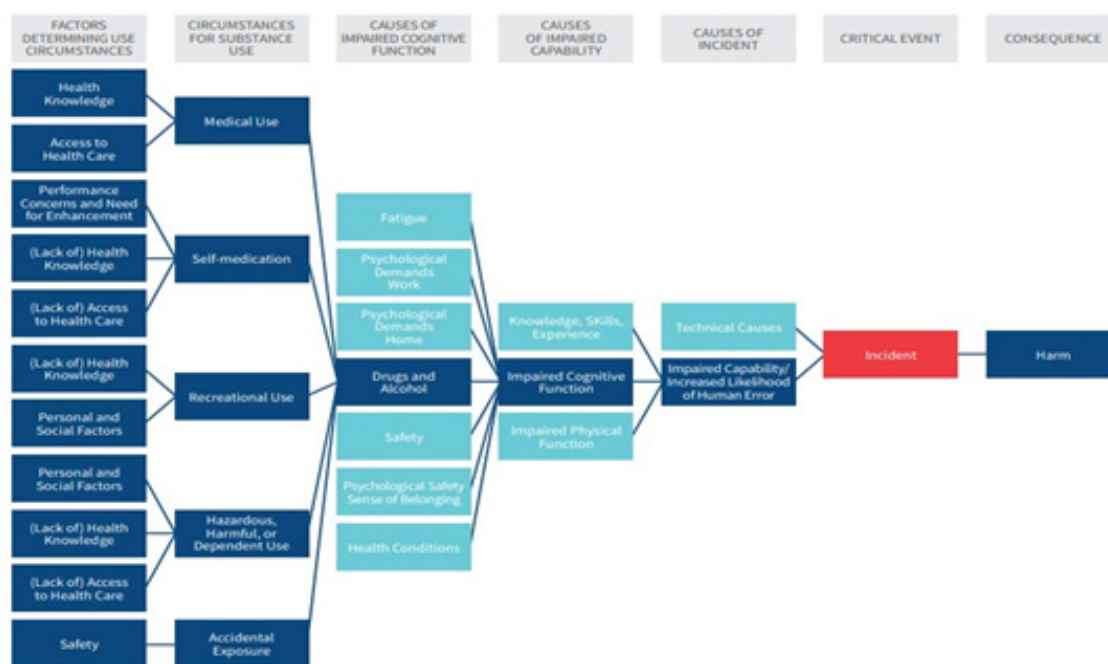 FACTORS
DETERMINING USE
CIRCUMSTANCES
CIRCUMSTANCES
FOR SUBSTANCE
USE
CAUSES OF
IMPAIRED COGNITIVE
FUNCTION
CAUSES
OF IMPAIRED
CAPABILITY
CAUSES OF
INCIDENT
CRITICAL EVENT
CONSEQUENCE
Health
Knowledge
Access to
Health Care
Performance
Concerns and Need
for Enhancement
(Lack of) Health
Knowledge
(Lack of) Access
to Health Care
(Lack of) Health
Knowledge
Personal and
Social Factors
Personal and
Social Factors
(Lack of) Health
Knowledge
(Lack of) Access
to Health Care
Safety
Medical Use
Self-medication
Recreational Use
Hazardous,
Harmful, or
Dependent Use
Accidental
Exposure
Fatigue
Psychological
Demands
Work
Psychological
Demands
Home
Drugs and
Alcohol
Safety
Psychological Safety
Sense of Belonging
Health Conditions
Knowledge, SKills,
Experience
Impaired Cognitive
Function
Impaired Physical
Function
Technical Causes
Impaired Capability/
Increased Likelihood
of Human Error
Incident
Harm